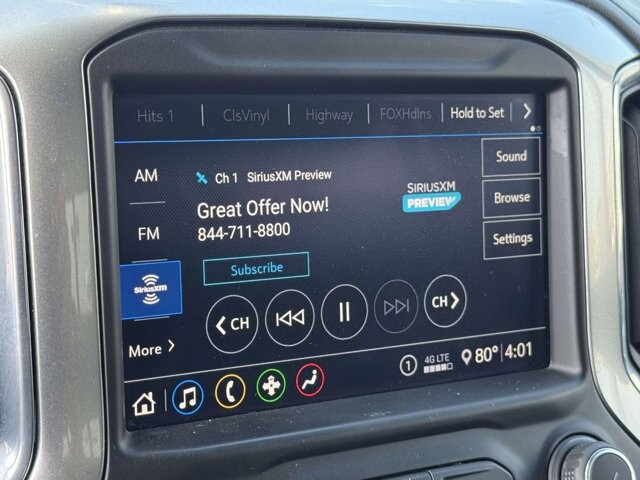 Hits 1 ClsVinyl Highway FOXHdlns Hold to Set
AM
FM
SiriusXM
More
Ch 1 SiriusXM Preview
Great Offer Now!
844-711-8800
Subscribe
SIRIUSXM
PREVIEW
Sound
Browse
Settings
CH
CH
1 4G LTE 80° 4:01